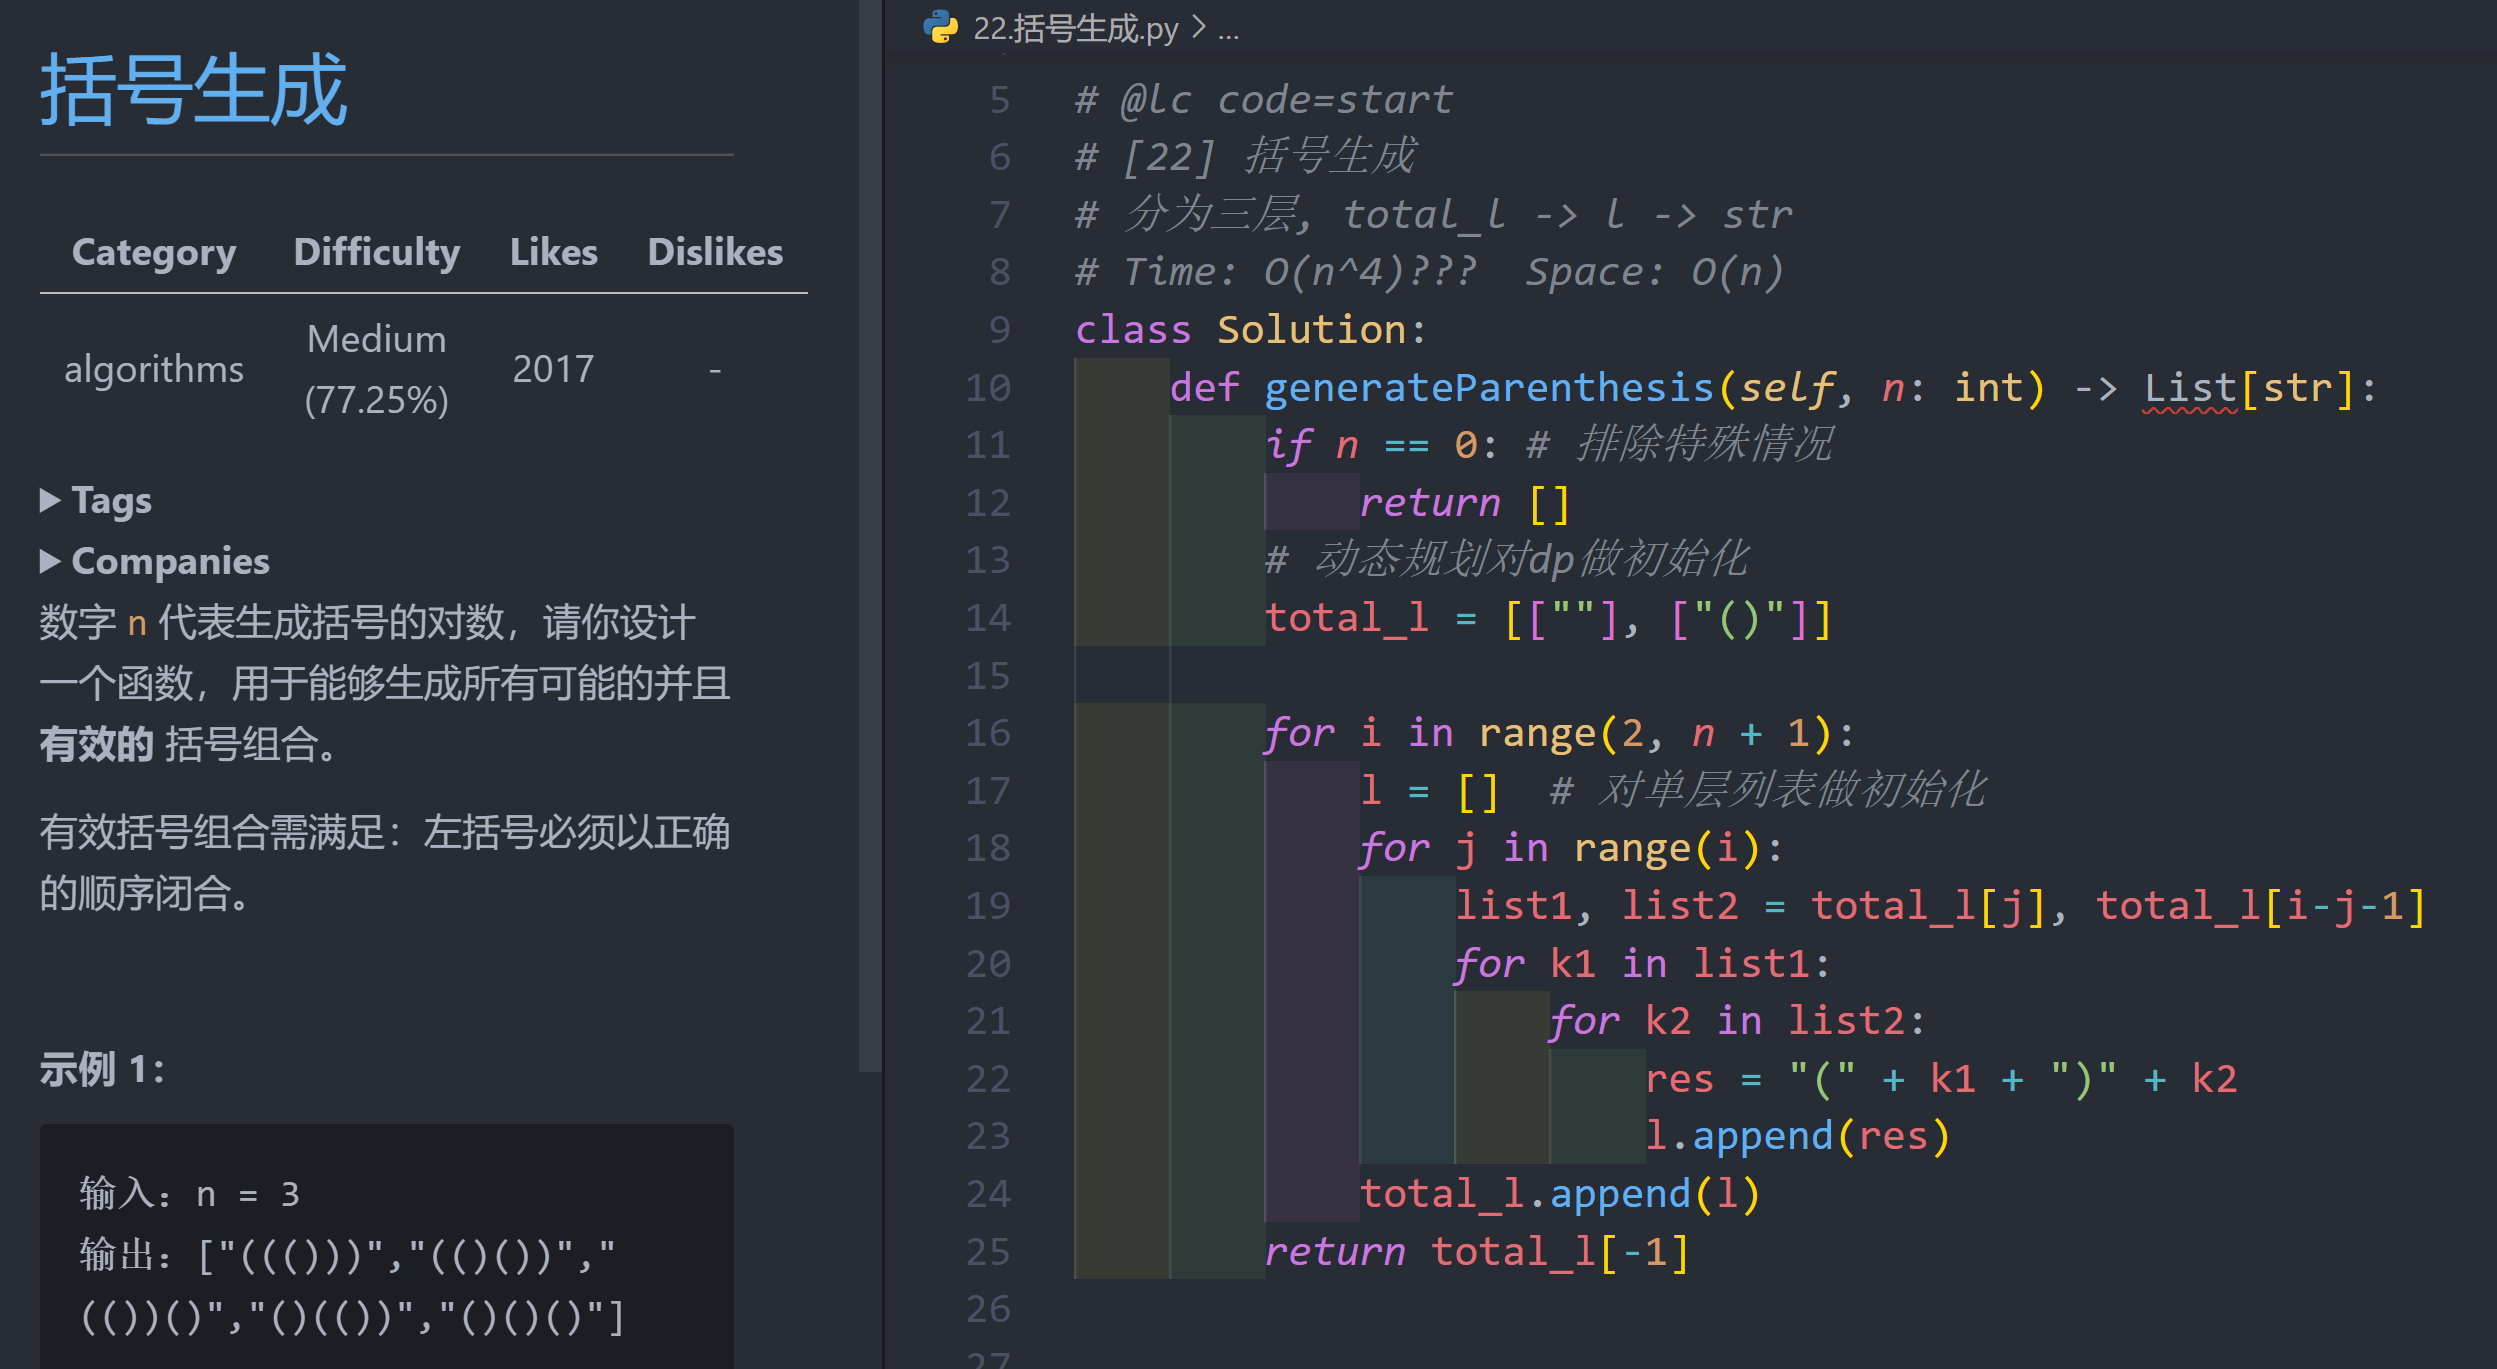 括号生成
Category Difficulty Likes Dislikes
algorithms Medium (77.25%) 2017 -
▶ Tags
▶ Companies
数字 n 代表生成括号的对数，请你设计
一个函数，用于能够生成所有可能的并且
有效的 括号组合。
有效括号组合需满足：左括号必须以正确
的顺序闭合。
示例 1：
输入：n = 3
输出：["((()))","(()())","
(())()","()(())","()()()"]
22.括号生成.py > ...
5 # @lc code=start
6 # [22] 括号生成
7 # 分为三层, total_l -> l -> str
8 # Time: O(n^4)???  Space: O(n)
9 class Solution:
10     def generateParenthesis(self, n: int) -> List[str]:
11         if n == 0: # 排除特殊情况
12             return []
13         # 动态规划对dp做初始化
14         total_l = [[""], ["()"]]
15
16         for i in range(2, n + 1):
17             l = []  # 对单层列表做初始化
18             for j in range(i):
19                 list1, list2 = total_l[j], total_l[i-j-1]
20                 for k1 in list1:
21                     for k2 in list2:
22                         res = "(" + k1 + ")" + k2
23                         l.append(res)
24             total_l.append(l)
25         return total_l[-1]
26
27